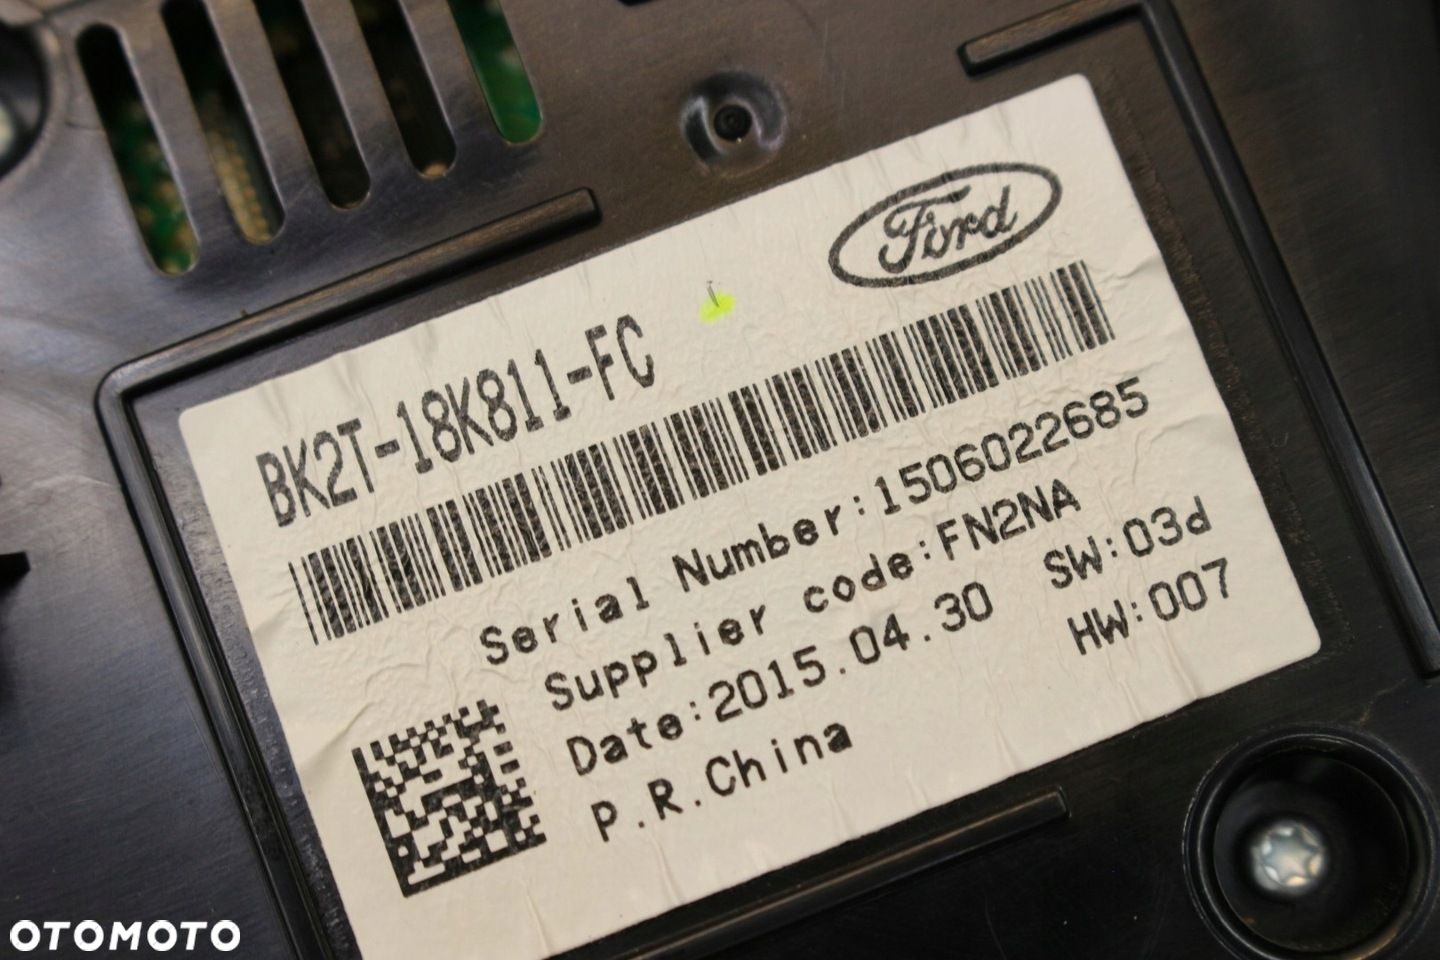 Ford
BK2T-18K811-FC
Serial Number:1506022685
Supplier code:FN2NA
Date:2015.04.30 SW:03d
P.R.China HW:007
OTOMOTO